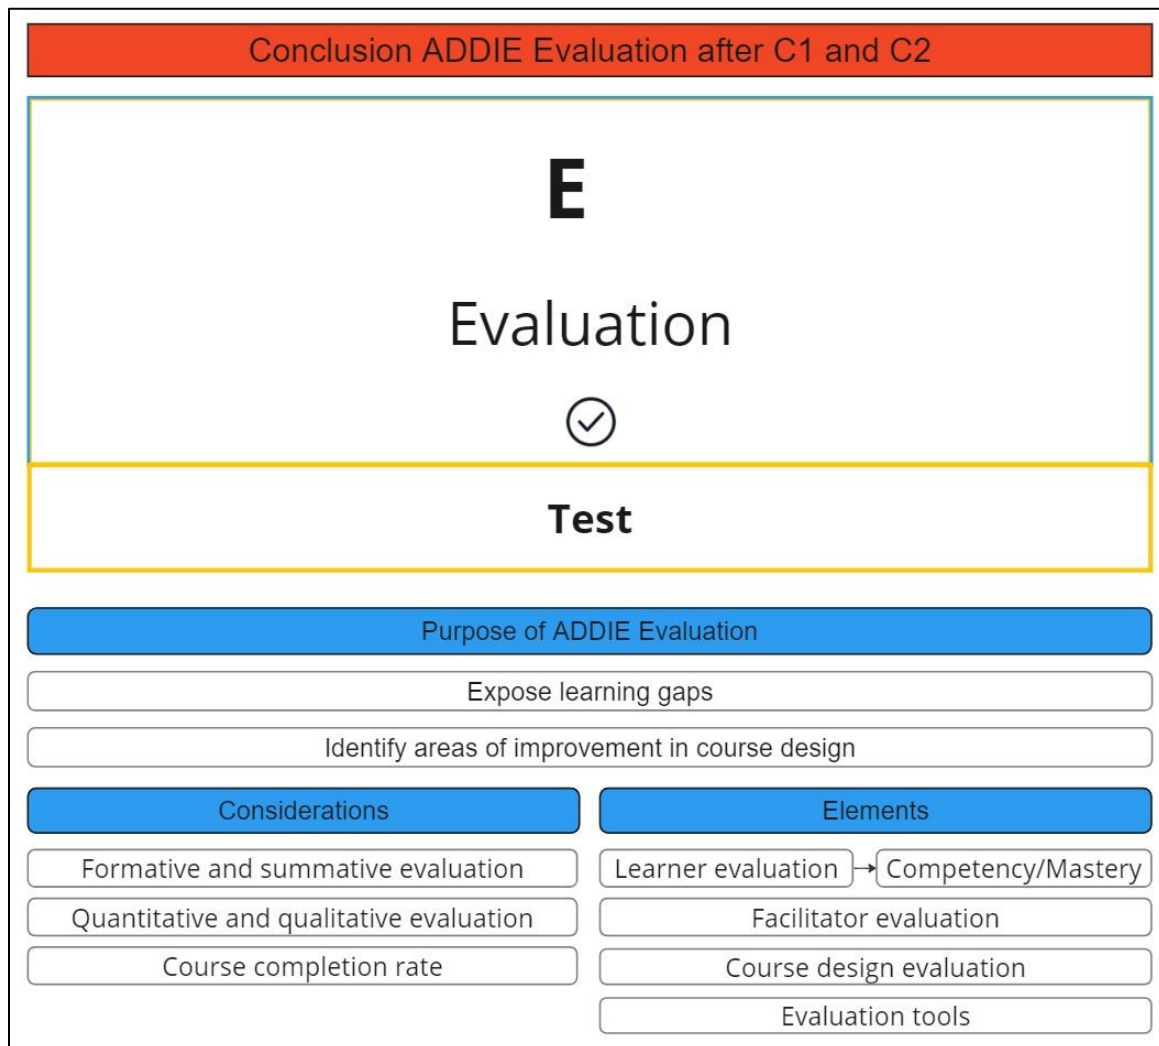 Conclusion ADDIE Evaluation after C1 and C2
E
Evaluation
Test
Purpose of ADDIE Evaluation
Expose learning gaps
Identify areas of improvement in course design
Considerations
Formative and summative evaluation
Quantitative and qualitative evaluation
Course completion rate
Elements
Learner evaluation
Competency/Mastery
Facilitator evaluation
Course design evaluation
Evaluation tools